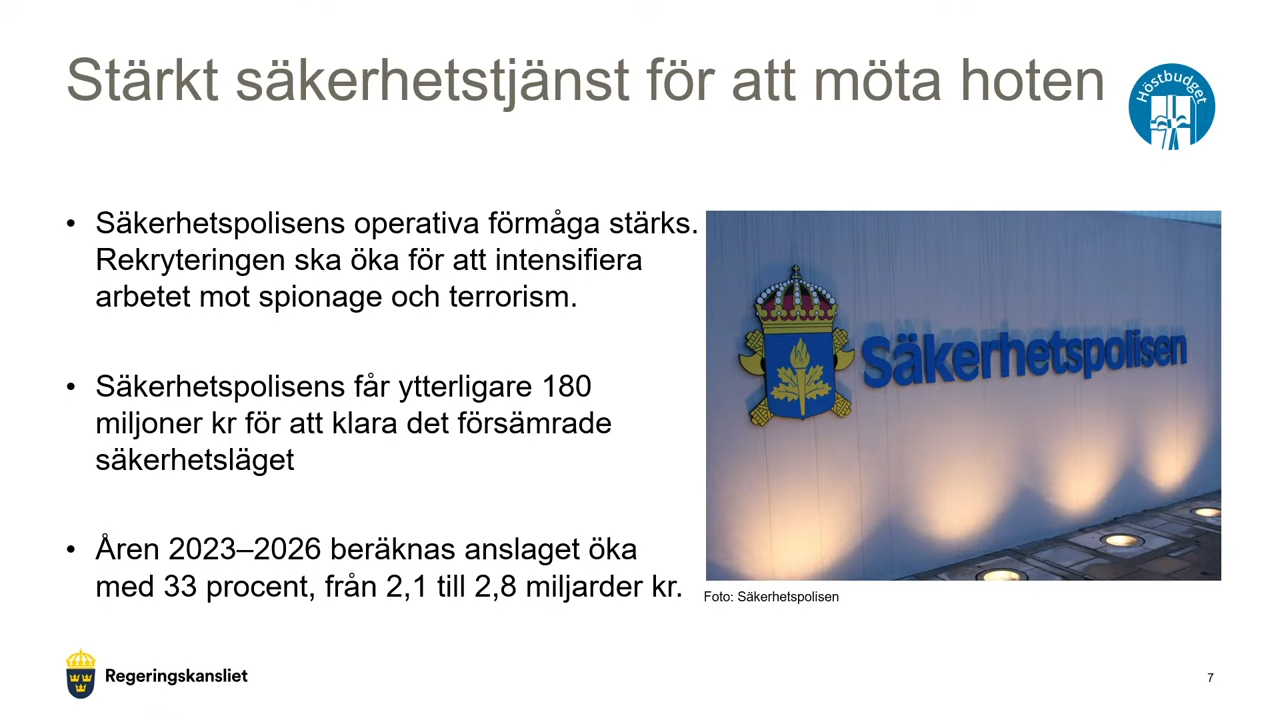 Stärkt säkerhetstjänst för att möta hoten
Höstbudget
• Säkerhetspolisens operativa förmåga stärks.
Rekryteringen ska öka för att intensifiera
arbetet mot spionage och terrorism.
• Säkerhetspolisens får ytterligare 180
miljoner kr för att klara det försämrade
säkerhetsläget
• Åren 2023–2026 beräknas anslaget öka
med 33 procent, från 2,1 till 2,8 miljarder kr.
Säkerhetspolisen
Foto: Säkerhetspolisen
Regeringskansliet
7